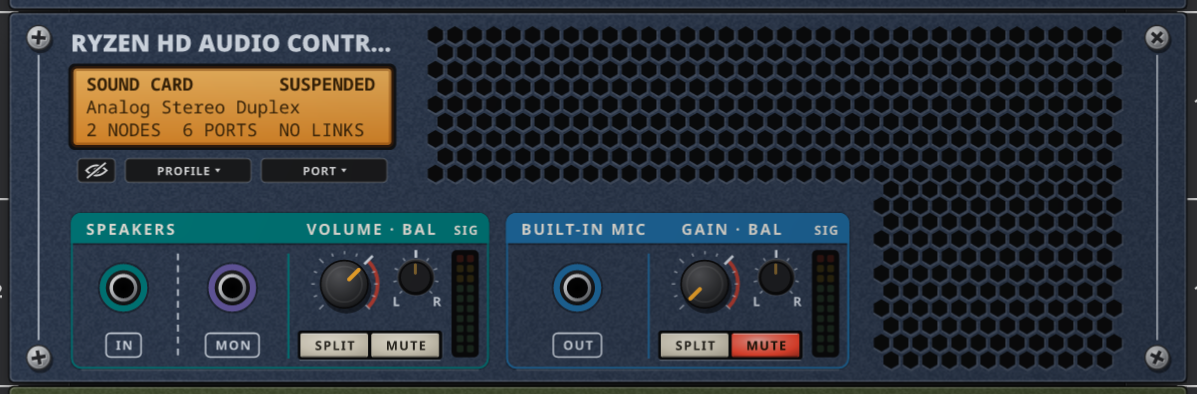 RYZEN HD AUDIO CONTR...
SOUND CARD SUSPENDED
Analog Stereo Duplex
2 NODES 6 PORTS NO LINKS
PROFILE PORT
SPEAKERS VOLUME · BAL SIG
BUILT-IN MIC GAIN · BAL SIG
L R
L R
IN MON SPLIT MUTE
OUT SPLIT MUTE